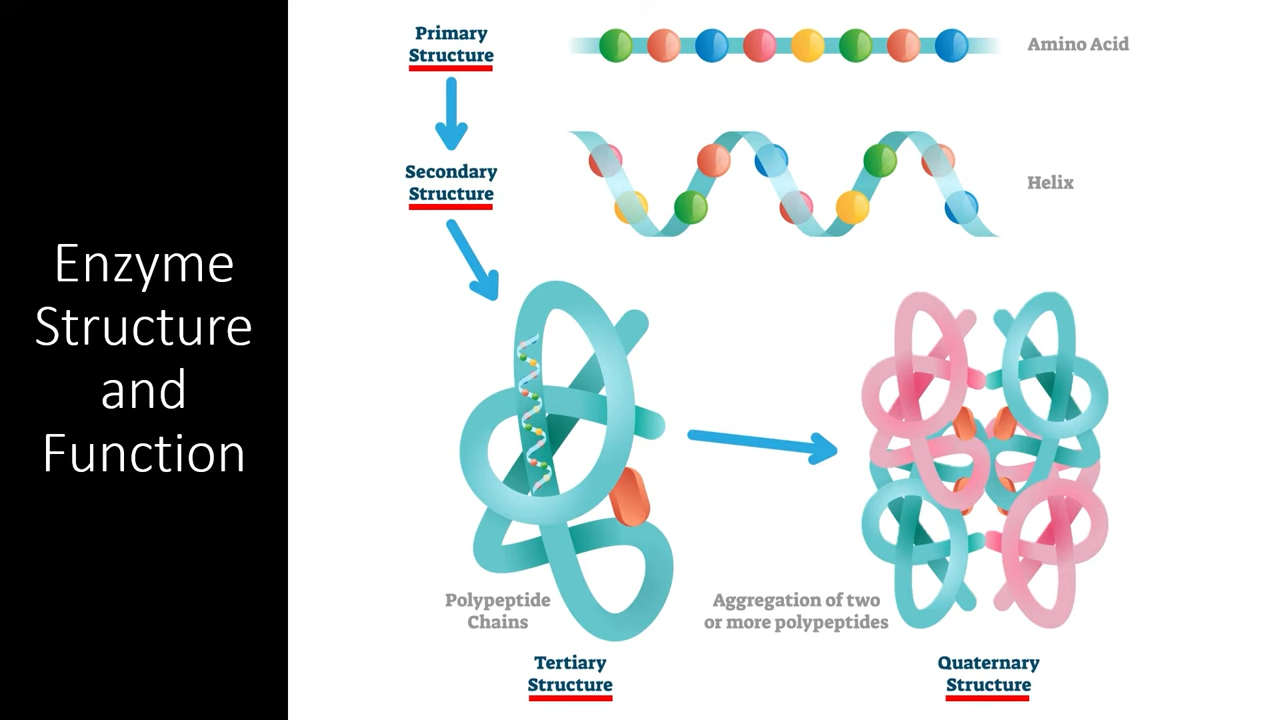 Enzyme
Structure
and
Function
Primary
Structure
Amino Acid
Secondary
Structure
Helix
Polypeptide
Chains
Aggregation of two
or more polypeptides
Tertiary
Structure
Quaternary
Structure